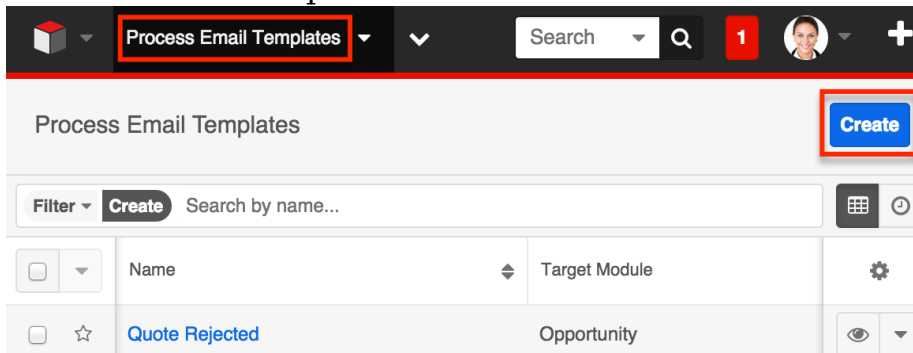 Process Email Templates Search 1
Process Email Templates Create
Filter Create Search by name...
Name Target Module
Quote Rejected Opportunity